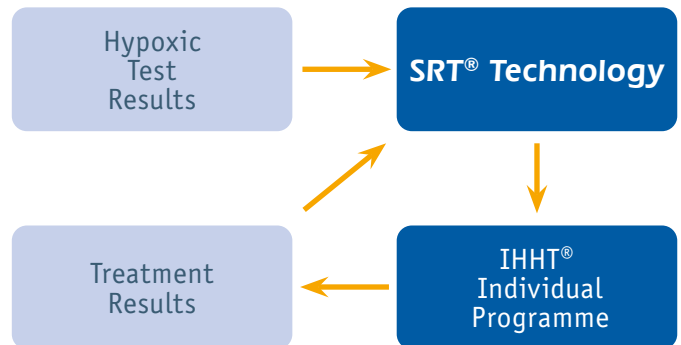 Hypoxic
Test
Results
SRT® Technology
Treatment
Results
IHHT®
Individual
Programme